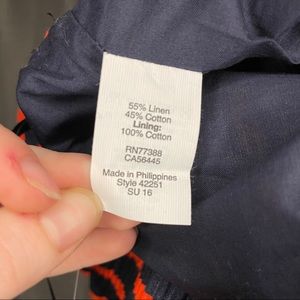 55% Linen
45% Cotton
Lining:
100% Cotton
RN77388
CA56445
Made in Philippines
Style 42251
SU 16